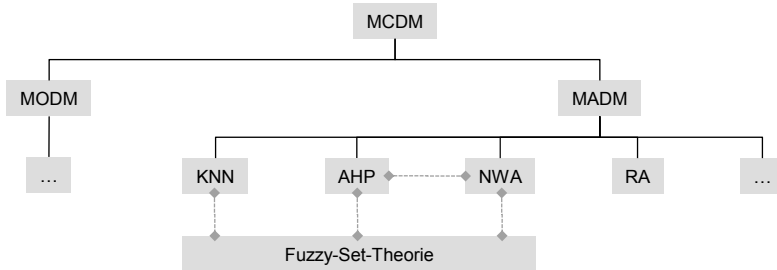 MCDM
MODM
MADM
...
KNN
AHP
NWA
RA
...
Fuzzy-Set-Theorie